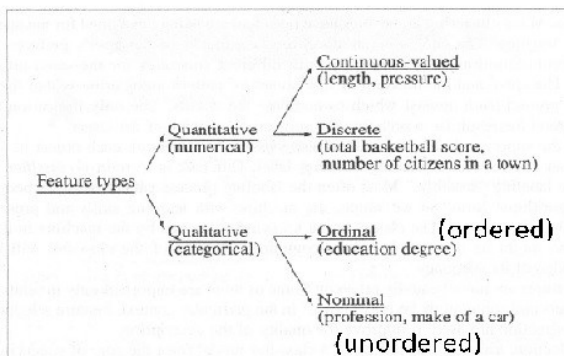 Continuous-valued
(length, pressure)
Quantitative
(numerical)
Discrete
(total basketball score,
number of citizens in a town)
Feature types
Qualitative
(categorical)
Ordinal (ordered)
(education degree)
Nominal
(profession, make of a car)
(unordered)